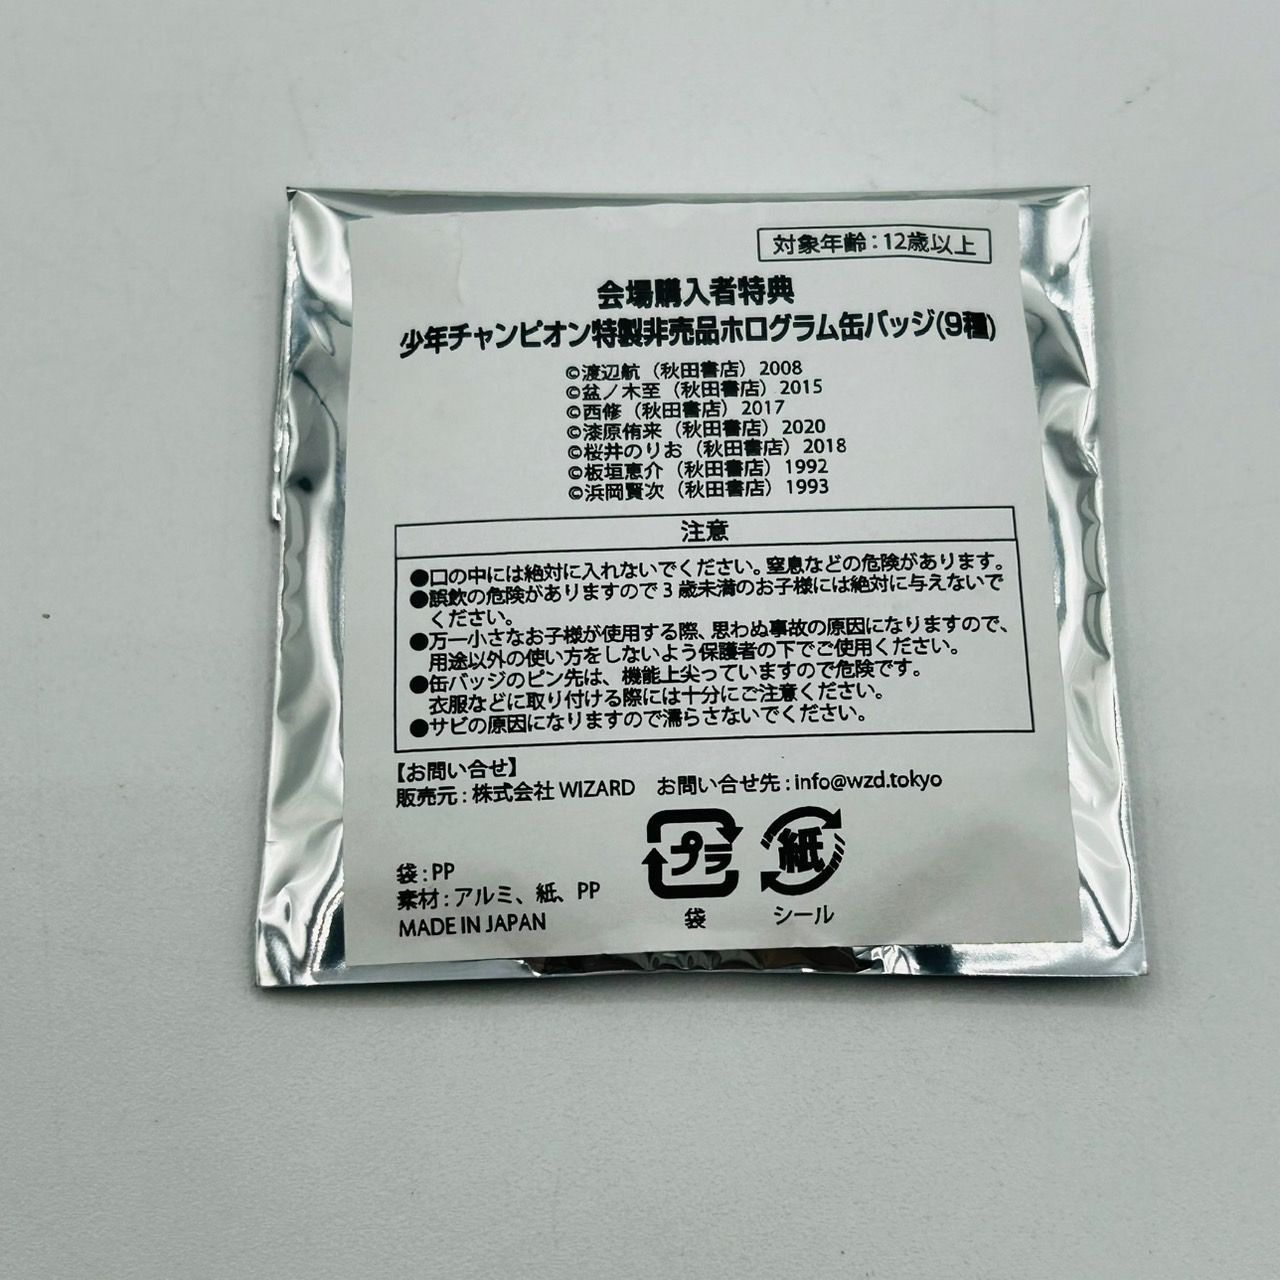 対象年齢：12歳以上
会場購入者特典
少年チャンピオン特製非売品ホログラム缶バッジ(9種)
©渡辺航（秋田書店）2008
©盆ノ木至（秋田書店）2015
©西修（秋田書店）2017
©漆原侑来（秋田書店）2020
©桜井のりお（秋田書店）2018
©板垣恵介（秋田書店）1992
©浜岡賢次（秋田書店）1993
注意
●口の中には絶対に入れないでください。窒息などの危険があります。
●誤飲の危険がありますので3歳未満のお子様には絶対に与えないで
ください。
●万一小さなお子様が使用する際、思わぬ事故の原因になりますので、
用途以外の使い方をしないよう保護者の下でご使用ください。
●缶バッジのピン先は、機能上尖っていますので危険です。
衣服などに取り付ける際には十分にご注意ください。
●サビの原因になりますので濡らさないでください。
【お問い合せ】
販売元：株式会社WIZARD　お問い合せ先：info@wzd.tokyo
袋：PP
素材：アルミ、紙、PP
MADE IN JAPAN
プラ
袋
紙
シール